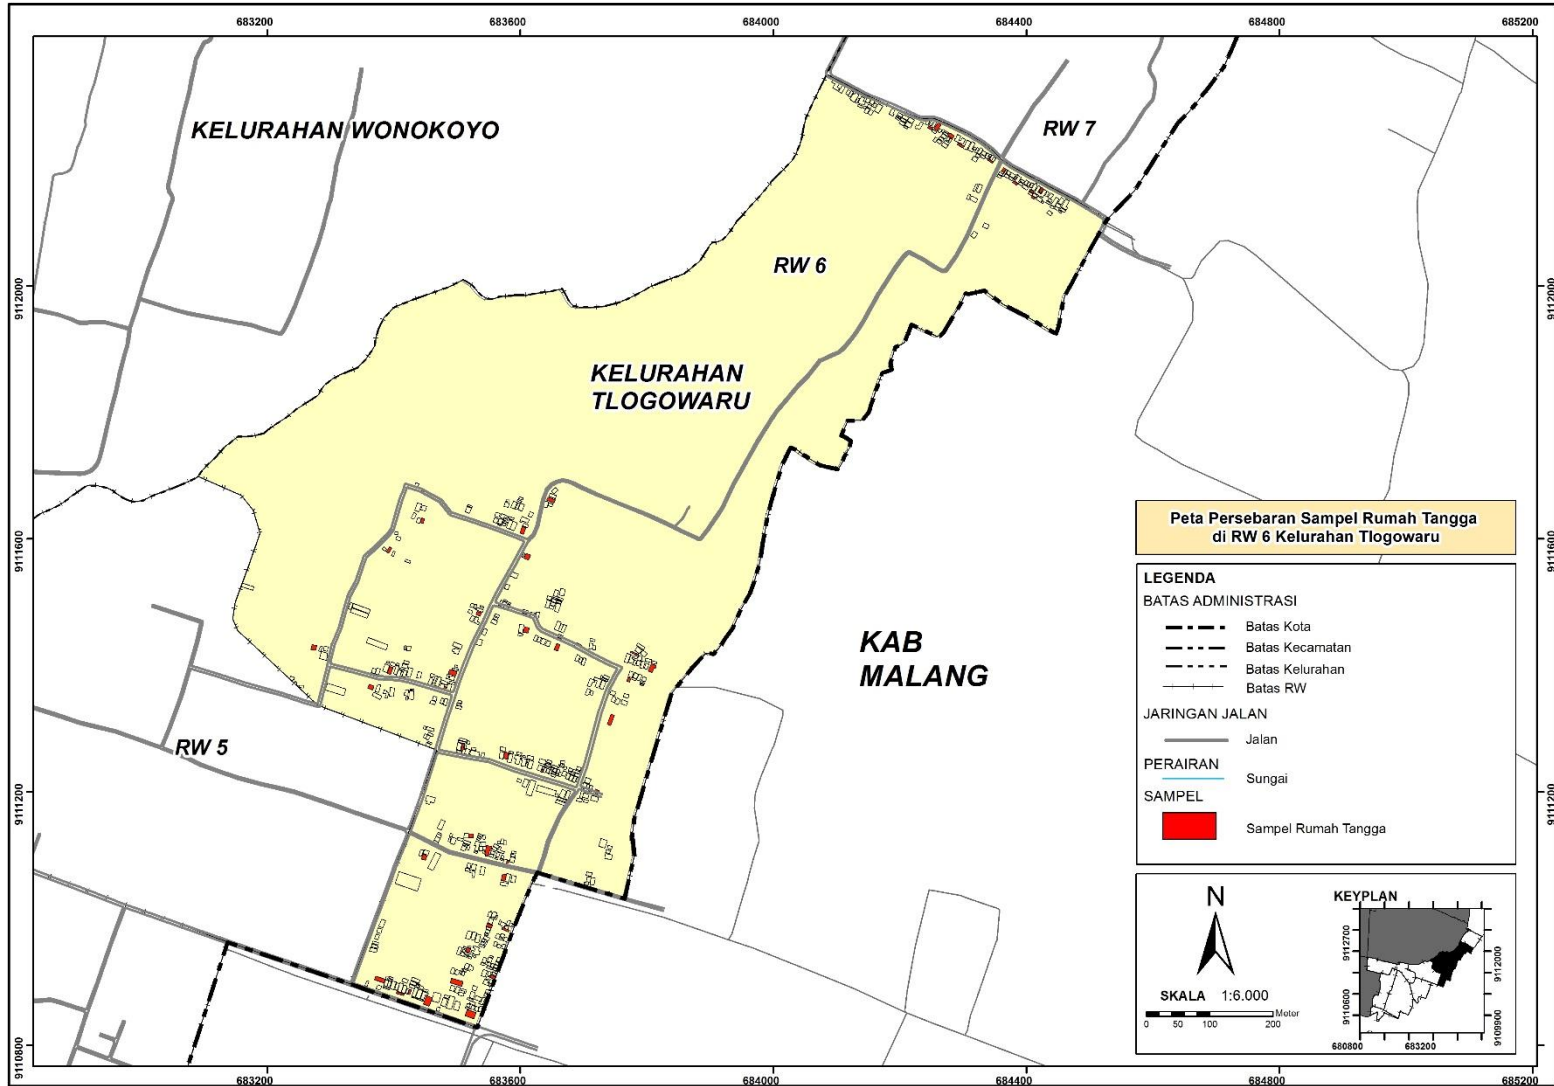 683200
683600
684000
684400
684800
685200
KELURAHAN WONOKOYO
RW 7
RW 6
9112000
9112000
KELURAHAN
TLOGOWARU
9111600
9111600
Peta Persebaran Sampel Rumah Tangga
di RW 6 Kelurahan Tlogowaru
LEGENDA
BATAS ADMINISTRASI
Batas Kota
Batas Kecamatan
Batas Kelurahan
Batas RW
JARINGAN JALAN
Jalan
PERAIRAN
Sungai
SAMPEL
Sampel Rumah Tangga
KAB
MALANG
RW 5
9111200
9111200
N
SKALA 1:6.000
0 50 100 200 Meter
KEYPLAN
9112700
9110800
9112000
9109900
680800 683200
9110800
9110800
683200
683600
684000
684400
684800
685200